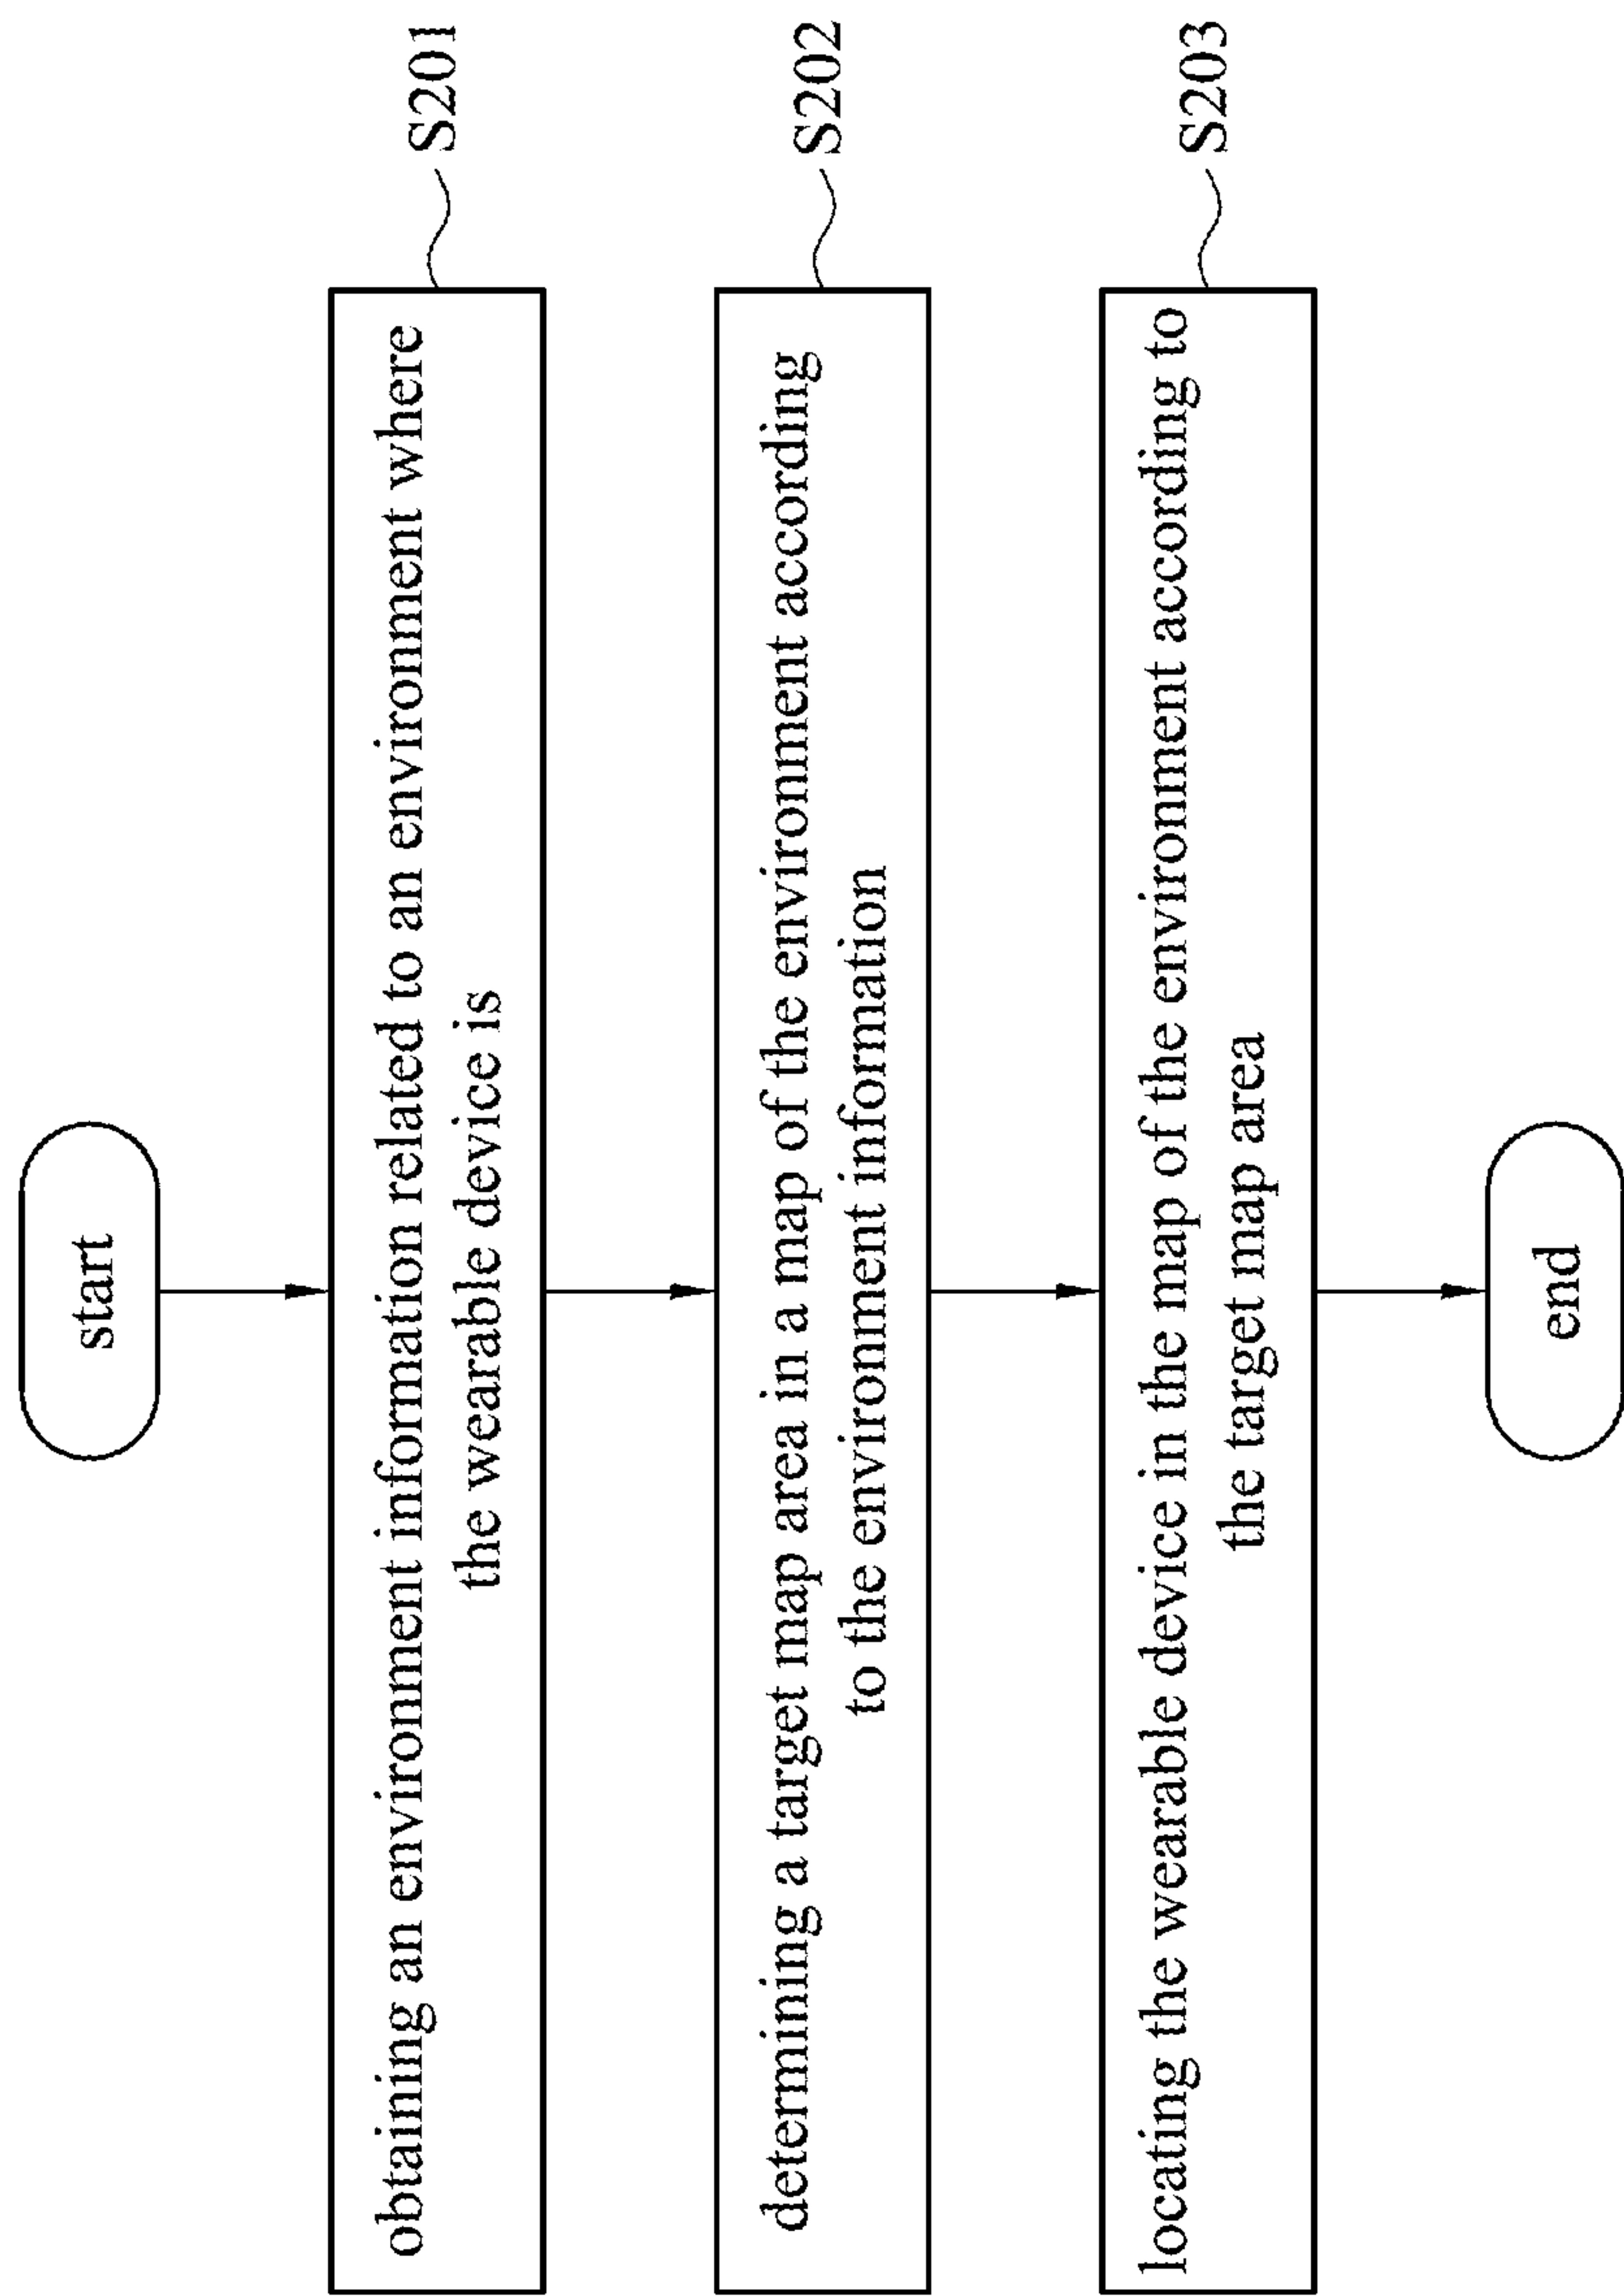 start
obtaining an environment information related to an environment where
the wearable device is
S201
determining a target map area in a map of the environment according
to the environment information
S202
locating the wearable device in the map of the environment according to
the target map area
S203
end